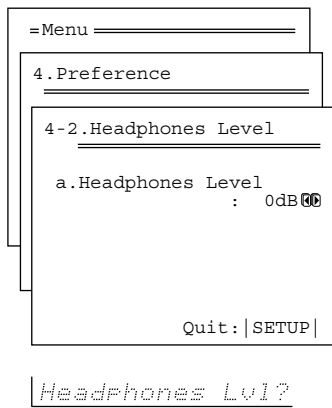 Menu
4.Preference
4-2.Headphones Level
a.Headphones Level
: 0dB
Quit:|SETUP|
Headphones Lvl?